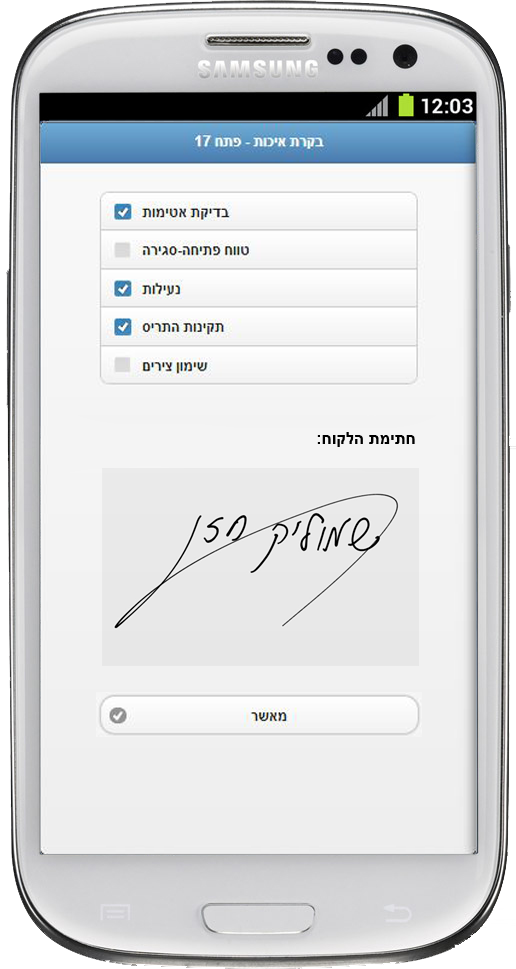 SAMSUNG
12:03
בקרת איכות - פתח 17
בדיקת אטימות
טווח פתיחה-סגירה
נעילות
תקינות התריס
שימון צירים
חתימת הלקוח:
שמוליק חזן
מאשר